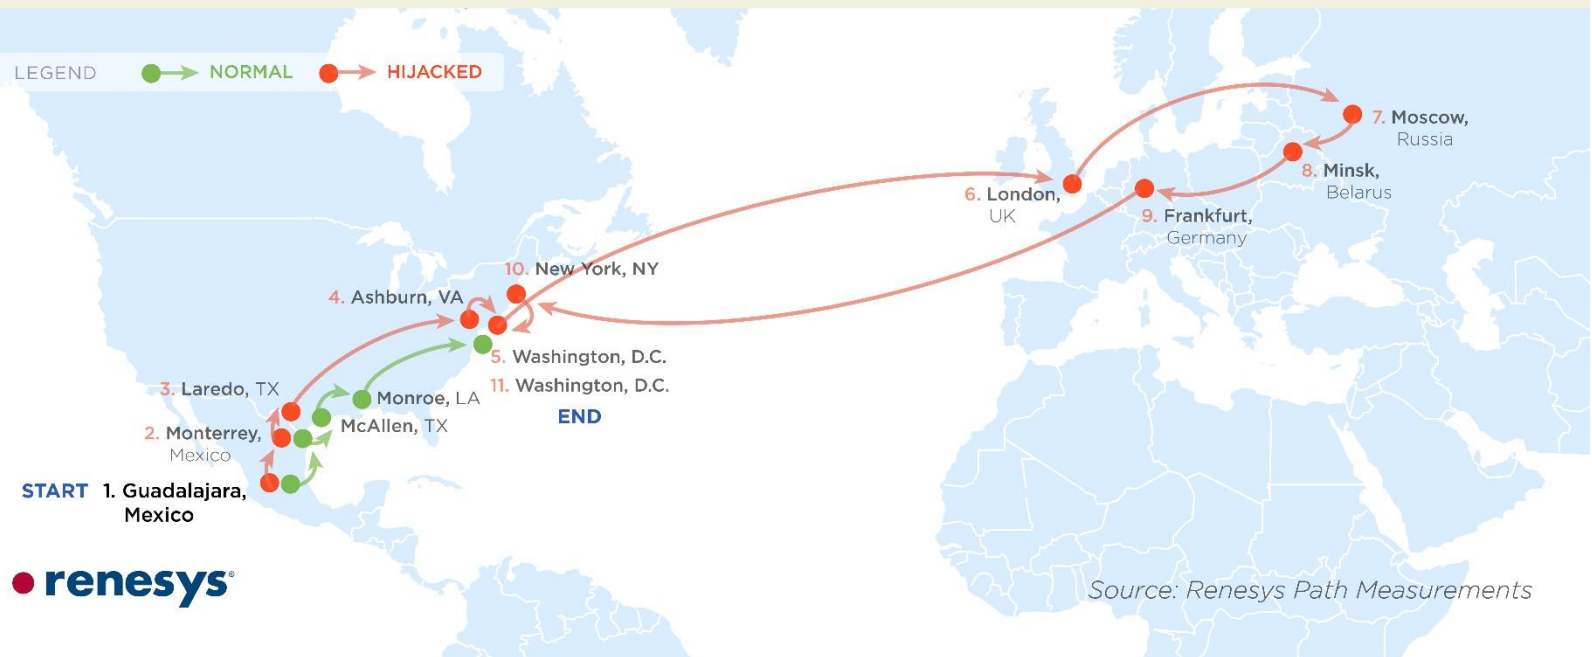 LEGEND
NORMAL
HIJACKED
7. Moscow,
Russia
8. Minsk,
Belarus
6. London,
UK
9. Frankfurt,
Germany
10. New York, NY
4. Ashburn, VA
5. Washington, D.C.
11. Washington, D.C.
END
3. Laredo, TX
Monroe, LA
McAllen, TX
2. Monterrey,
Mexico
START 1. Guadalajara,
Mexico
renesys®
Source: Renesys Path Measurements